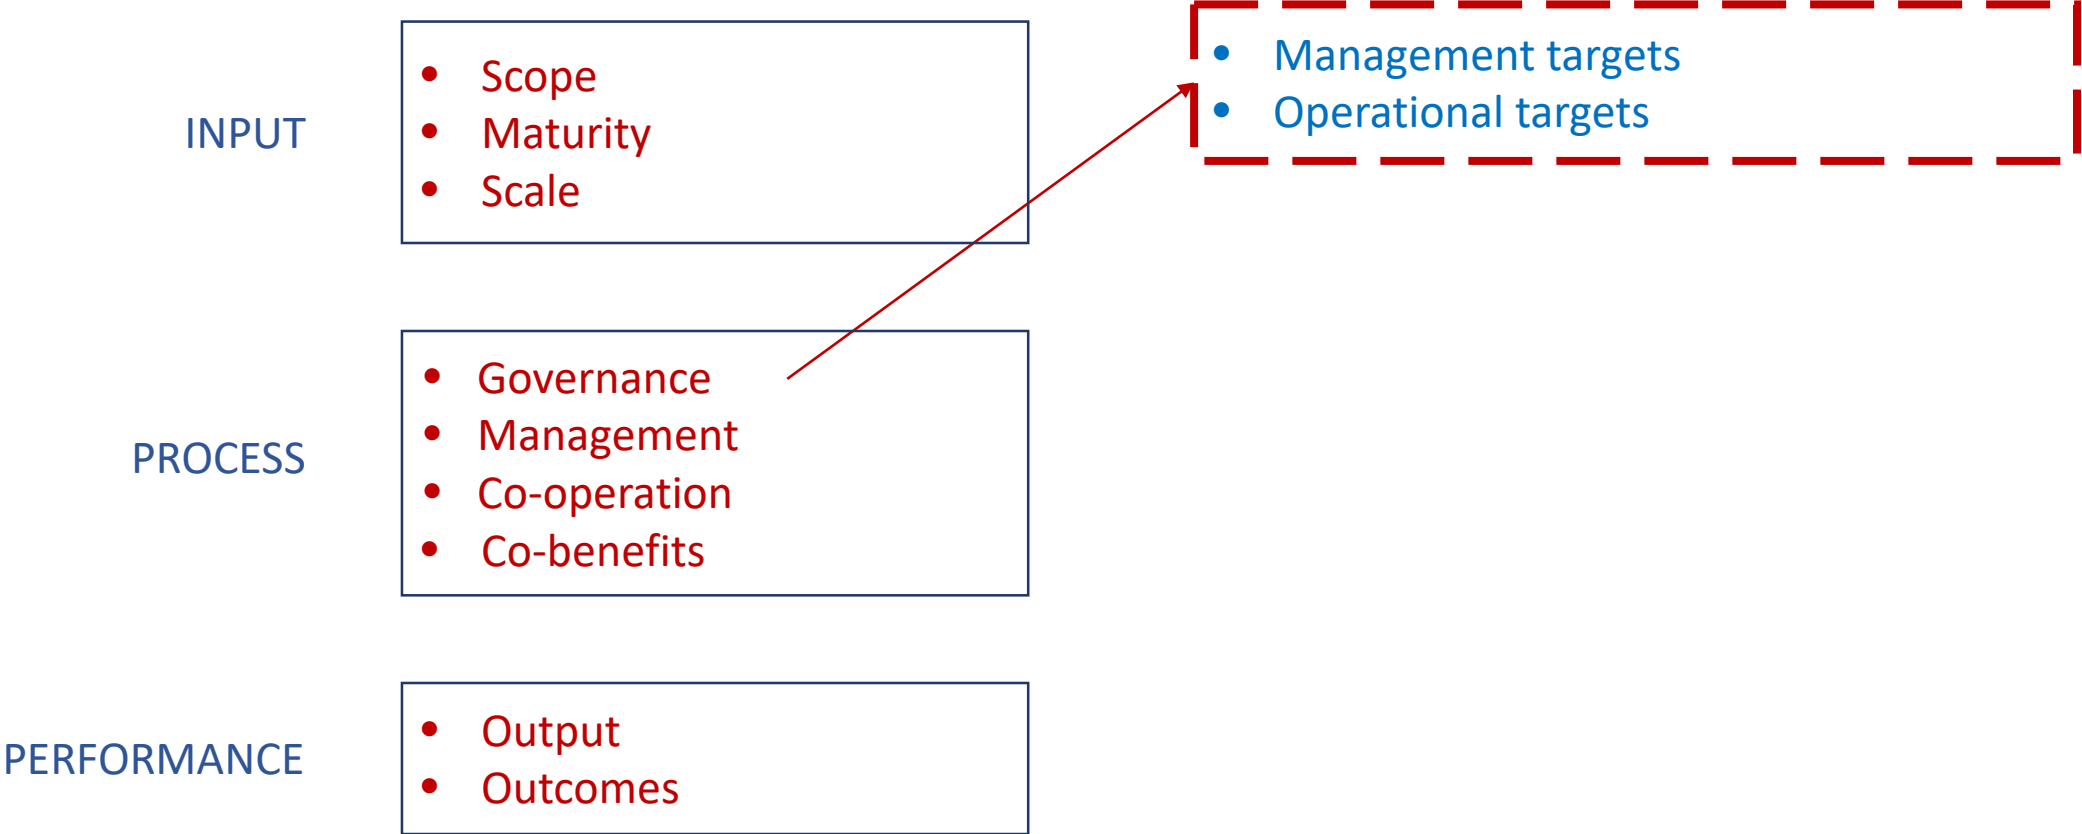 INPUT
• Scope
• Maturity
• Scale
• Management targets
• Operational targets
PROCESS
• Governance
• Management
• Co-operation
• Co-benefits
PERFORMANCE
• Output
• Outcomes